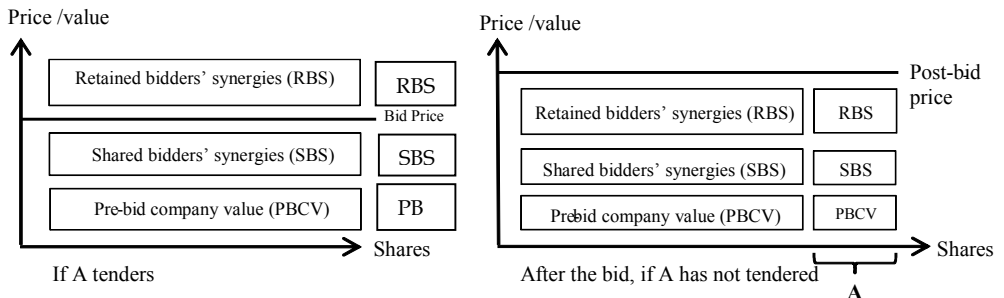 Price /value
Retained bidders' synergies (RBS)
RBS
Bid Price
Shared bidders' synergies (SBS)
SBS
Pre-bid company value (PBCV)
PB
Shares
If A tenders
Price /value
Post-bid
price
Retained bidders' synergies (RBS)
RBS
Shared bidders' synergies (SBS)
SBS
Pre-bid company value (PBCV)
PBCV
Shares
After the bid, if A has not tendered
A